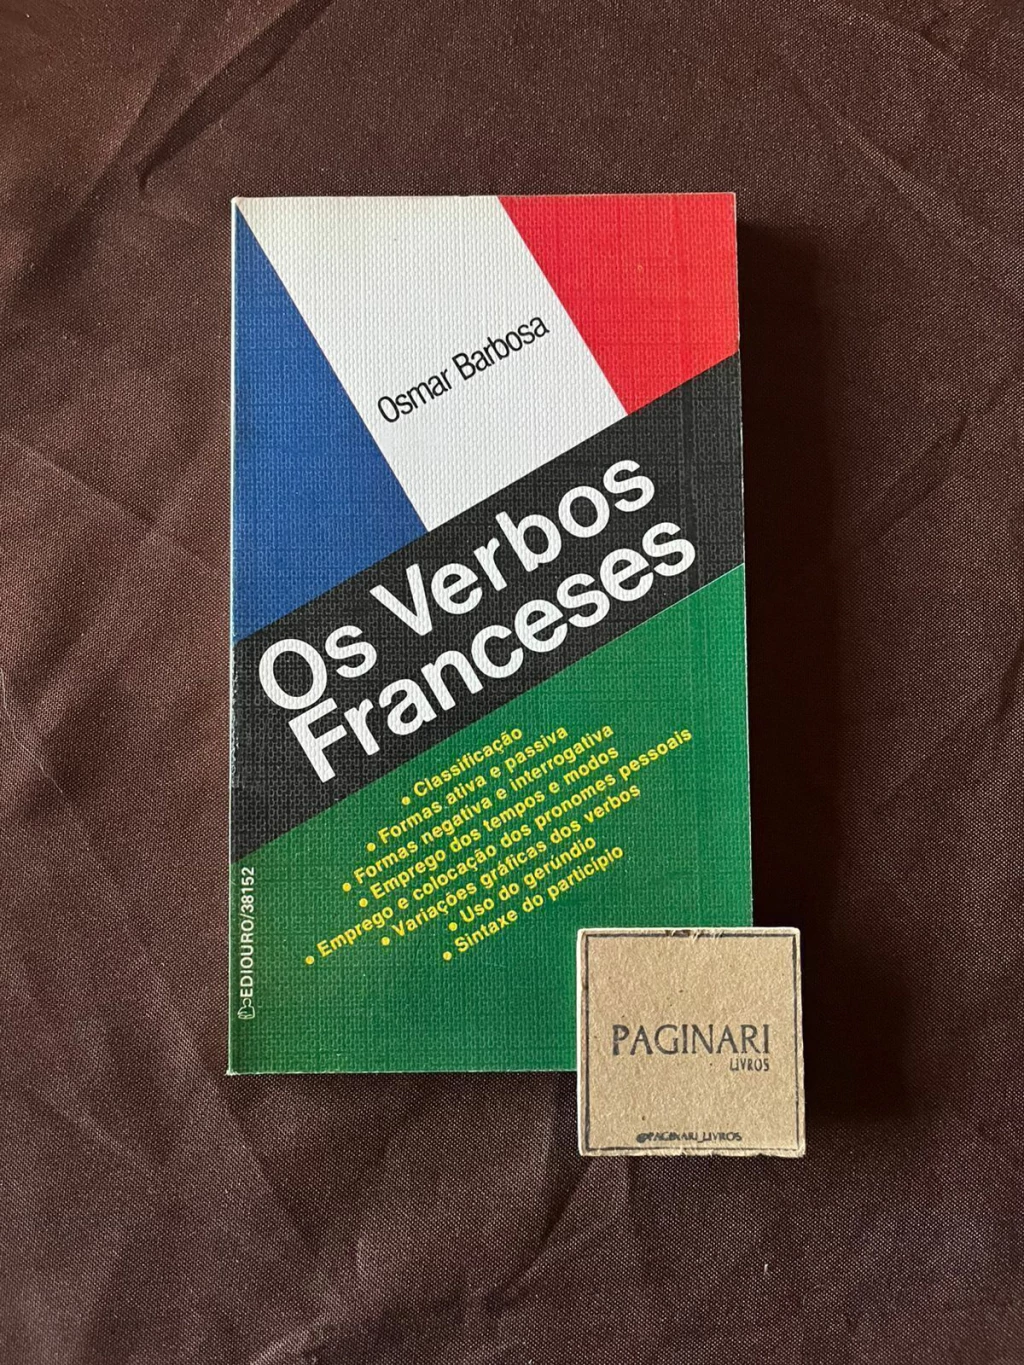 Osmar Barbosa
Os Verbos
Franceses
• Classificação
• Formas ativa e passiva
• Formas negativa e interrogativa
• Emprego dos tempos e modos
• Emprego e colocação dos pronomes pessoais
• Variações gráficas dos verbos
• Uso do gerúndio
• Sintaxe do particípio
EDIOURO/38152
PAGINARI
LIVROS
@PAGINARI_LIVROS